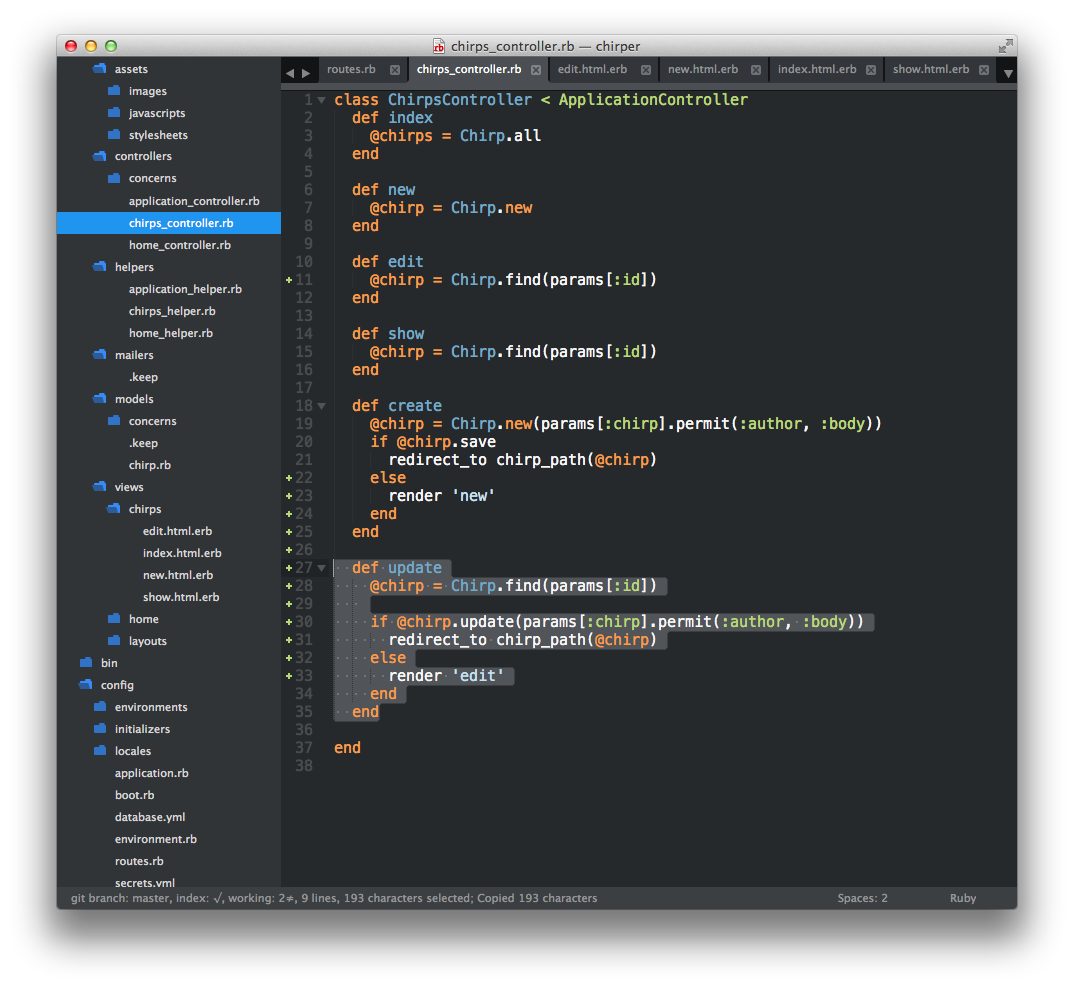 chirps_controller.rb — chirper
assets
images
javascripts
stylesheets
controllers
concerns
application_controller.rb
chirps_controller.rb
home_controller.rb
helpers
application_helper.rb
chirps_helper.rb
home_helper.rb
mailers
.keep
models
concerns
.keep
chirp.rb
views
chirps
edit.html.erb
index.html.erb
new.html.erb
show.html.erb
home
layouts
bin
config
environments
initializers
locales
application.rb
boot.rb
database.yml
environment.rb
routes.rb
secrets.yml
routes.rb chirps_controller.rb edit.html.erb new.html.erb index.html.erb show.html.erb
1 class ChirpsController < ApplicationController
2 def index
3 @chirps = Chirp.all
4 end
5
6 def new
7 @chirp = Chirp.new
8 end
9
10 def edit
11 @chirp = Chirp.find(params[:id])
12 end
13
14 def show
15 @chirp = Chirp.find(params[:id])
16 end
17
18 def create
19 @chirp = Chirp.new(params[:chirp].permit(:author, :body))
20 if @chirp.save
21 redirect_to chirp_path(@chirp)
22 else
23 render 'new'
24 end
25 end
26
27 def update
28 @chirp = Chirp.find(params[:id])
29
30 if @chirp.update(params[:chirp].permit(:author, :body))
31 redirect_to chirp_path(@chirp)
32 else
33 render 'edit'
34 end
35 end
36
37 end
38
git branch: master, index: √, working: 2≠, 9 lines, 193 characters selected; Copied 193 characters Spaces: 2 Ruby